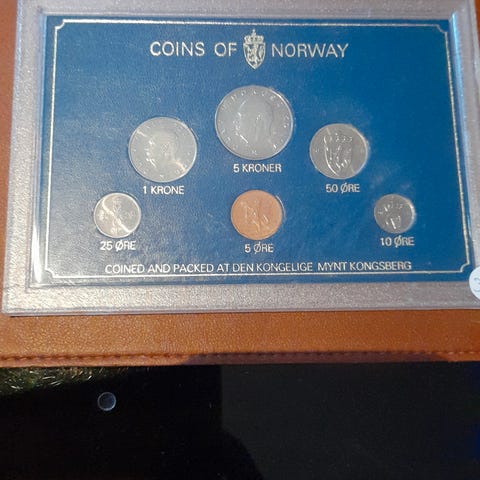 COINS OF NORWAY
5 KRONER
1 KRONE
50 ØRE
25 ØRE
5 ØRE
10 ØRE
COINED AND PACKED AT DEN KONGELIGE MYNT KONGSBERG